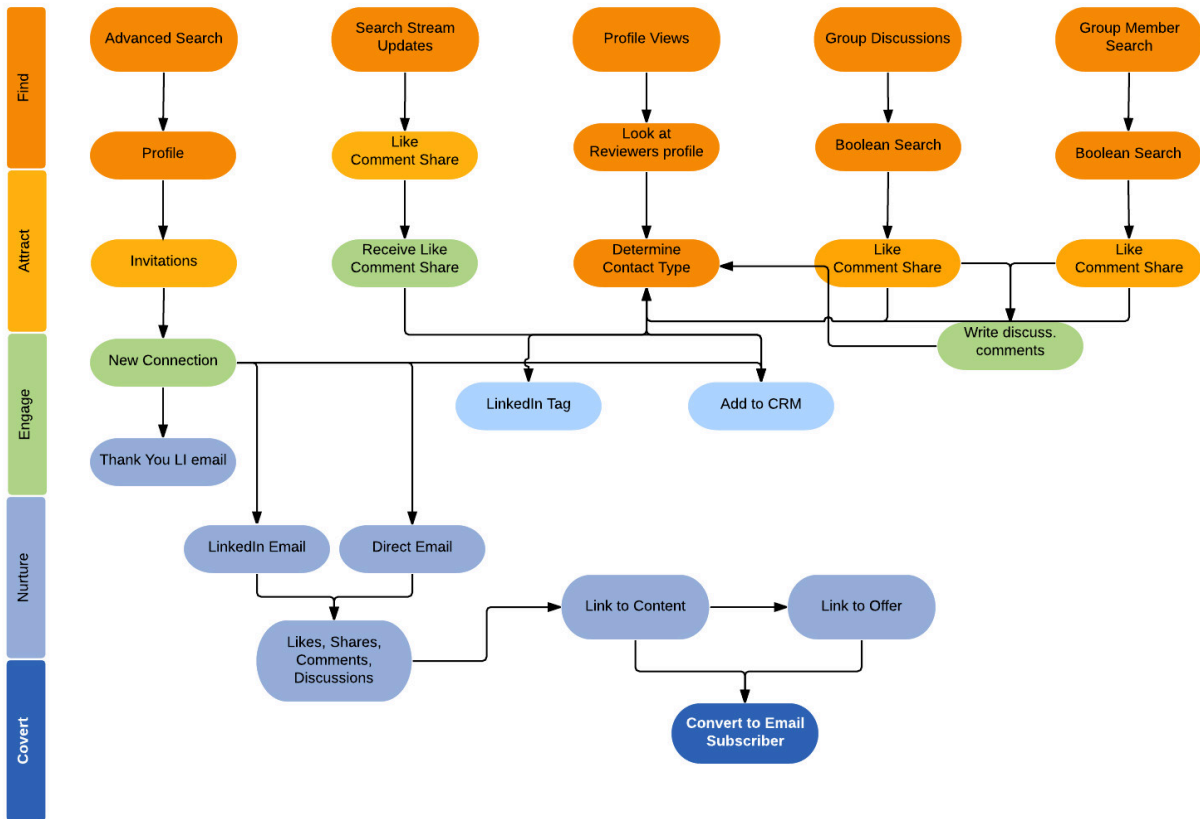 Find
Attract
Engage
Nurture
Covert
Advanced Search
Search Stream
Updates
Profile Views
Group Discussions
Group Member
Search
Profile
Like
Comment Share
Look at
Reviewers profile
Boolean Search
Boolean Search
Invitations
Receive Like
Comment Share
Determine
Contact Type
Like
Comment Share
Like
Comment Share
New Connection
Write discuss.
comments
LinkedIn Tag
Add to CRM
Thank You LI email
LinkedIn Email
Direct Email
Link to Content
Link to Offer
Likes, Shares,
Comments,
Discussions
Convert to Email
Subscriber